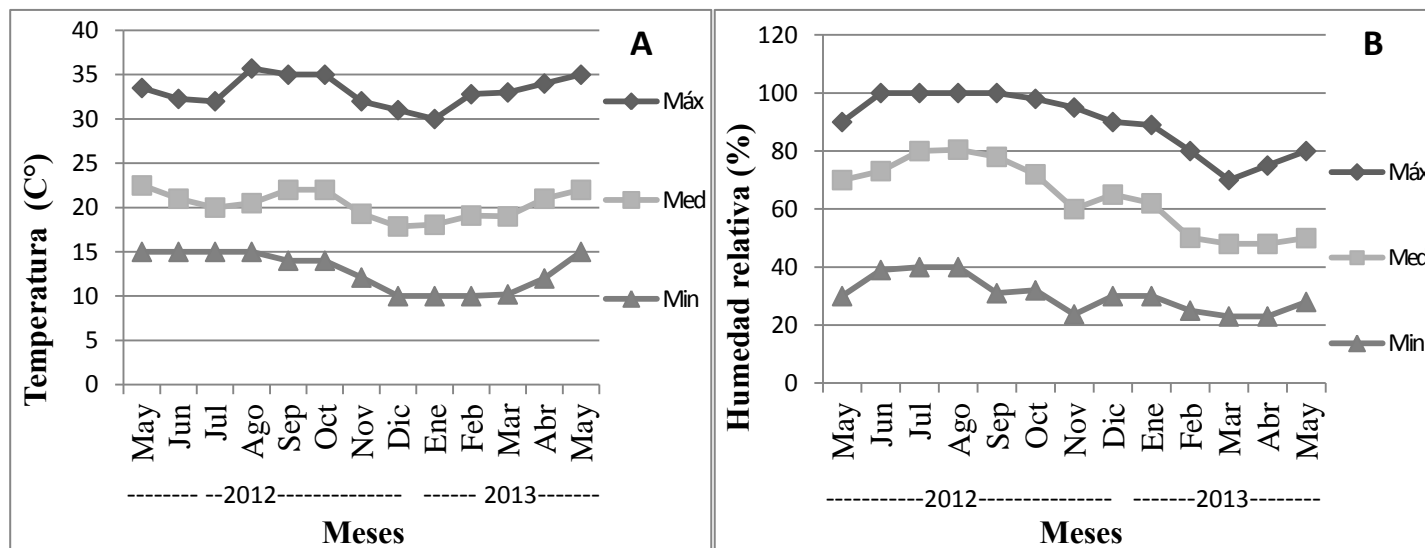 A
Temperatura (C°)
40
35
30
25
20
15
10
5
0
Máx
Med
Min
May Jun Jul Ago Sep Oct Nov Dic Ene Feb Mar Abr May
-------- --2012---------------- ------ 2013-------
Meses
B
Humedad relativa (%)
120
100
80
60
40
20
0
Máx
Med
Min
May Jun Jul Ago Sep Oct Nov Dic Ene Feb Mar Abr May
-------------2012----------------- ---------2013---------
Meses